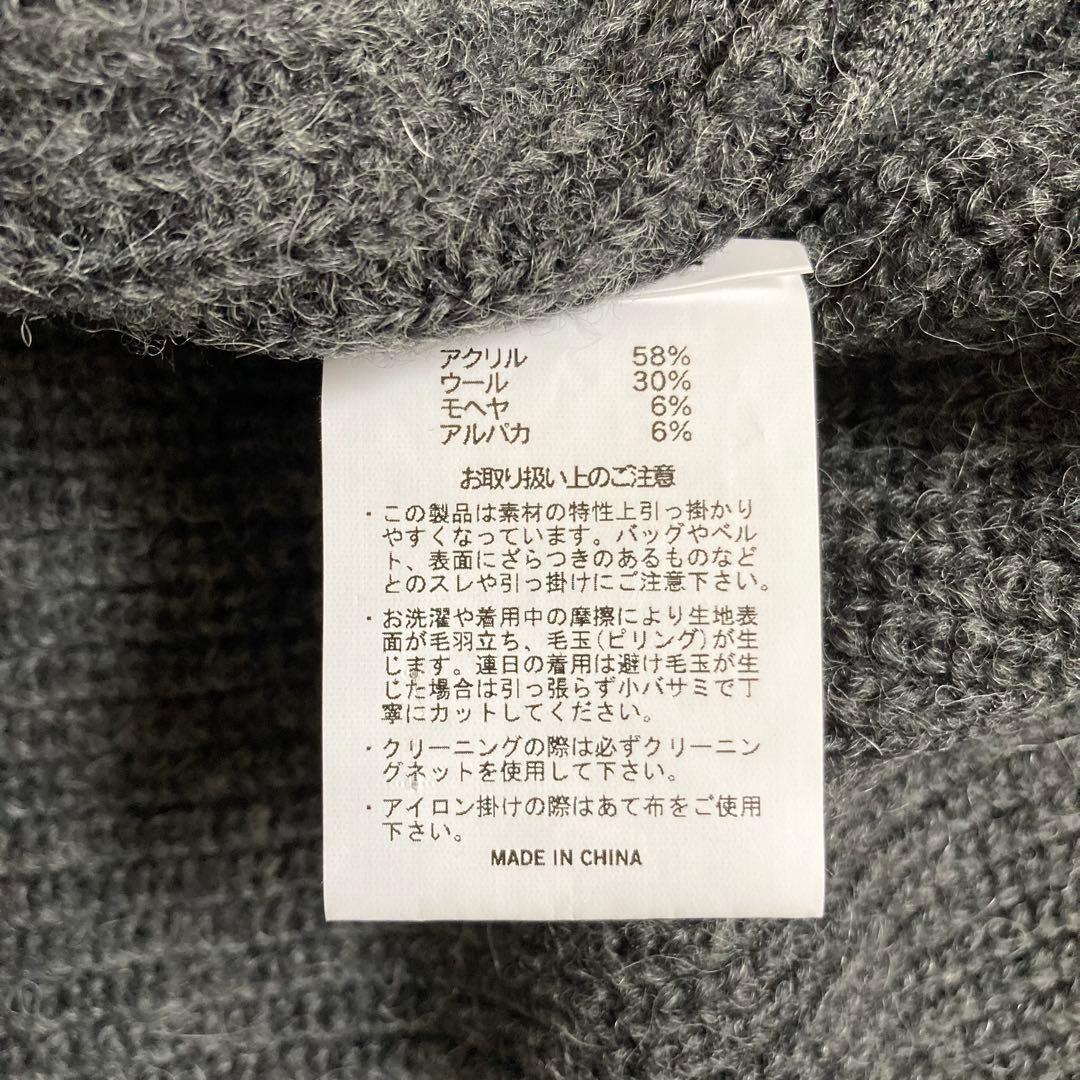 アクリル 58%
ウール 30%
モヘヤ 6%
アルパカ 6%
お取り扱い上のご注意
・この製品は素材の特性上引っ掛かり
やすくなっています。バッグやベル
ト、表面にざらつきのあるものなど
とのスレや引っ掛けにご注意下さい。
・お洗濯や着用中の摩擦により生地表
面が毛羽立ち、毛玉(ピリング)が生
じます。連日の着用は避け毛玉が生
じた場合は引っ張らず小バサミで丁
寧にカットしてください。
・クリーニングの際は必ずクリーニン
グネットを使用して下さい。
・アイロン掛けの際はあて布をご使用
下さい。
MADE IN CHINA